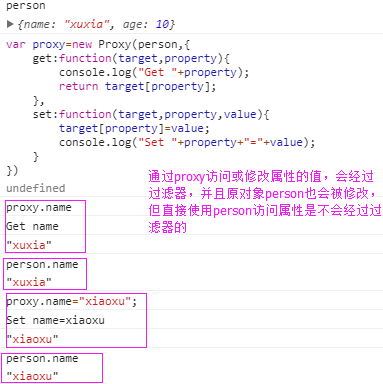 person
▶ {name: "xuxia", age: 10}
var proxy=new Proxy(person,{
    get:function(target,property){
        console.log("Get "+property);
        return target[property];
    },
    set:function(target,property,value){
        target[property]=value;
        console.log("Set "+property+"="+value);
    }
})
undefined
通过proxy访问或修改属性的值，会经过
过滤器，并且原对象person也会被修改，
但直接使用person访问属性是不会经过过
滤器的
proxy.name
Get name
"xuxia"
person.name
"xuxia"
proxy.name="xiaoxu";
Set name=xiaoxu
"xiaoxu"
person.name
"xiaoxu"